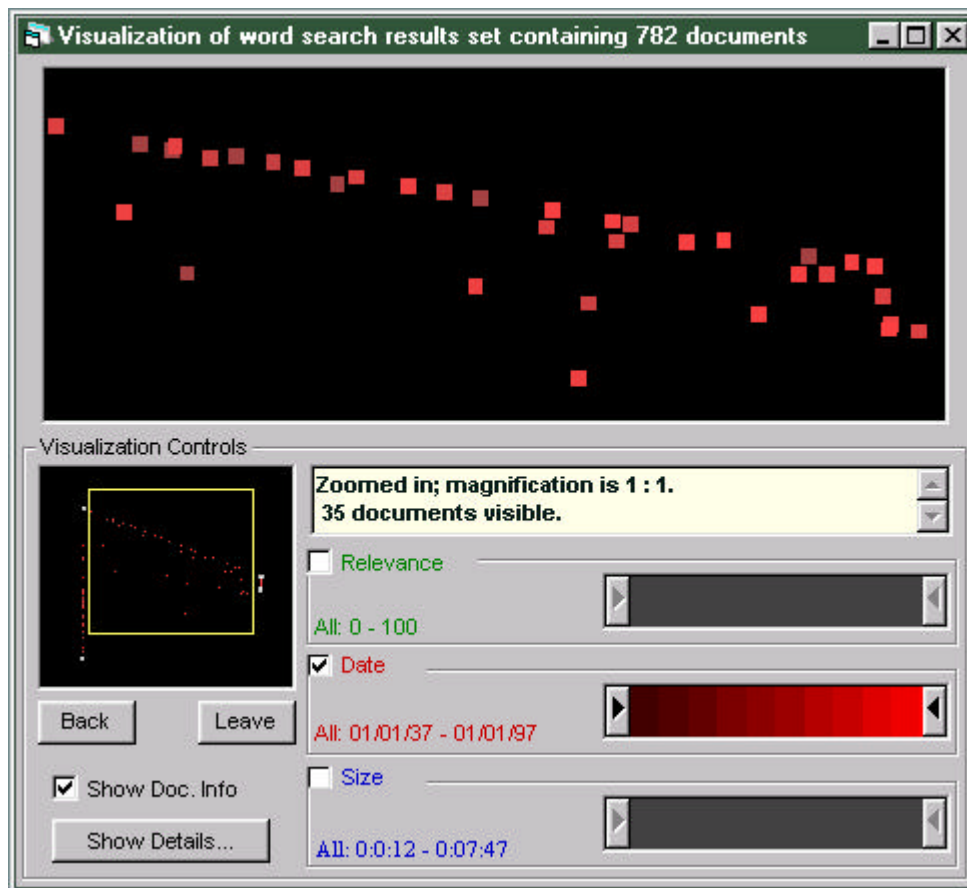 Visualization of word search results set containing 782 documents
Visualization Controls
Zoomed in; magnification is 1 : 1.
35 documents visible.
Relevance
All: 0 - 100
Date
All: 01/01/37 - 01/01/97
Back
Leave
Size
Show Doc. Info
Show Details...
All: 0:0:12 - 0:07:47